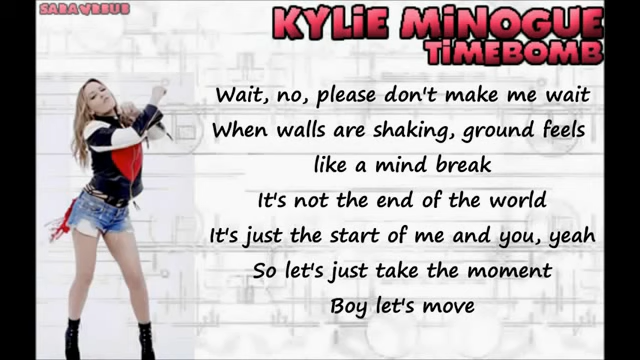 KYLIE MINOGUE
TIMEBOMB
Wait, no, please don't make me wait
When walls are shaking, ground feels
like a mind break
It's not the end of the world
It's just the start of me and you, yeah
So let's just take the moment
Boy let's move